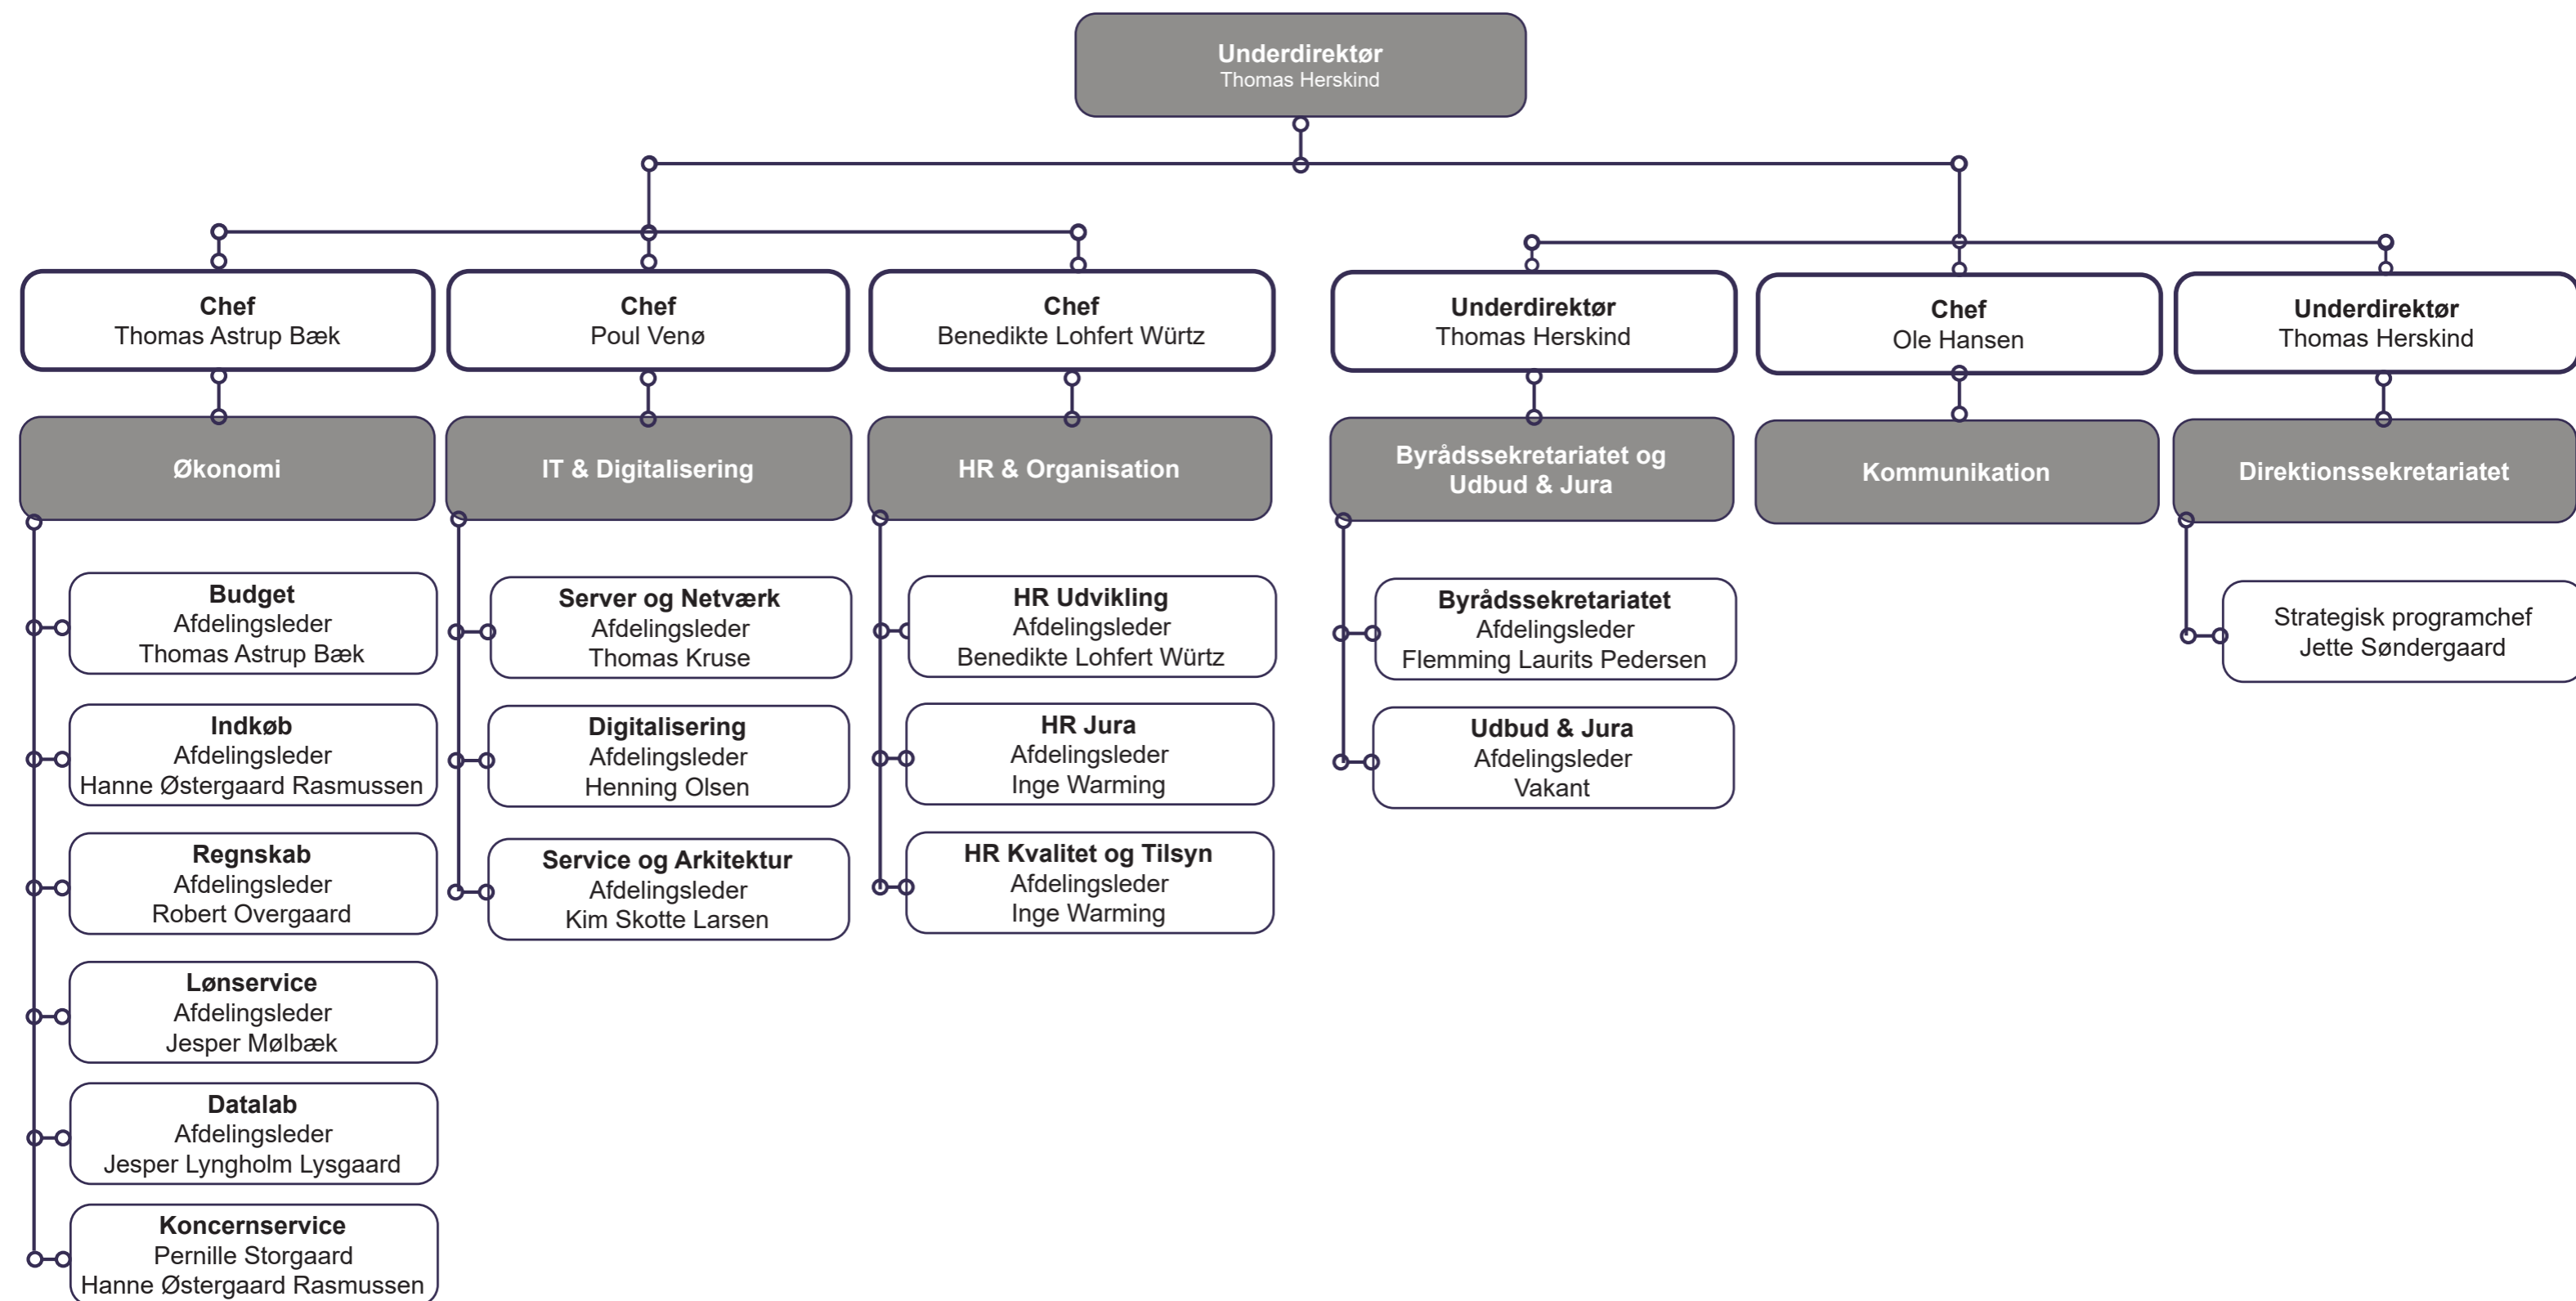 Underdirektør
Thomas Herskind
Chef
Thomas Astrup Bæk
Chef
Poul Venø
Chef
Benedikte Lohfert Würtz
Underdirektør
Thomas Herskind
Chef
Ole Hansen
Underdirektør
Thomas Herskind
Økonomi
IT & Digitalisering
HR & Organisation
Byrådssekretariatet og
Udbud & Jura
Kommunikation
Direktionssekretariatet
Budget
Afdelingsleder
Thomas Astrup Bæk
Indkøb
Afdelingsleder
Hanne Østergaard Rasmussen
Regnskab
Afdelingsleder
Robert Overgaard
Lønservice
Afdelingsleder
Jesper Mølbæk
Datalab
Afdelingsleder
Jesper Lyngholm Lysgaard
Koncernservice
Pernille Storgaard
Hanne Østergaard Rasmussen
Server og Netværk
Afdelingsleder
Thomas Kruse
Digitalisering
Afdelingsleder
Henning Olsen
Service og Arkitektur
Afdelingsleder
Kim Skotte Larsen
HR Udvikling
Afdelingsleder
Benedikte Lohfert Würtz
HR Jura
Afdelingsleder
Inge Warming
HR Kvalitet og Tilsyn
Afdelingsleder
Inge Warming
Byrådssekretariatet
Afdelingsleder
Flemming Laurits Pedersen
Udbud & Jura
Afdelingsleder
Vakant
Strategisk programchef
Jette Søndergaard